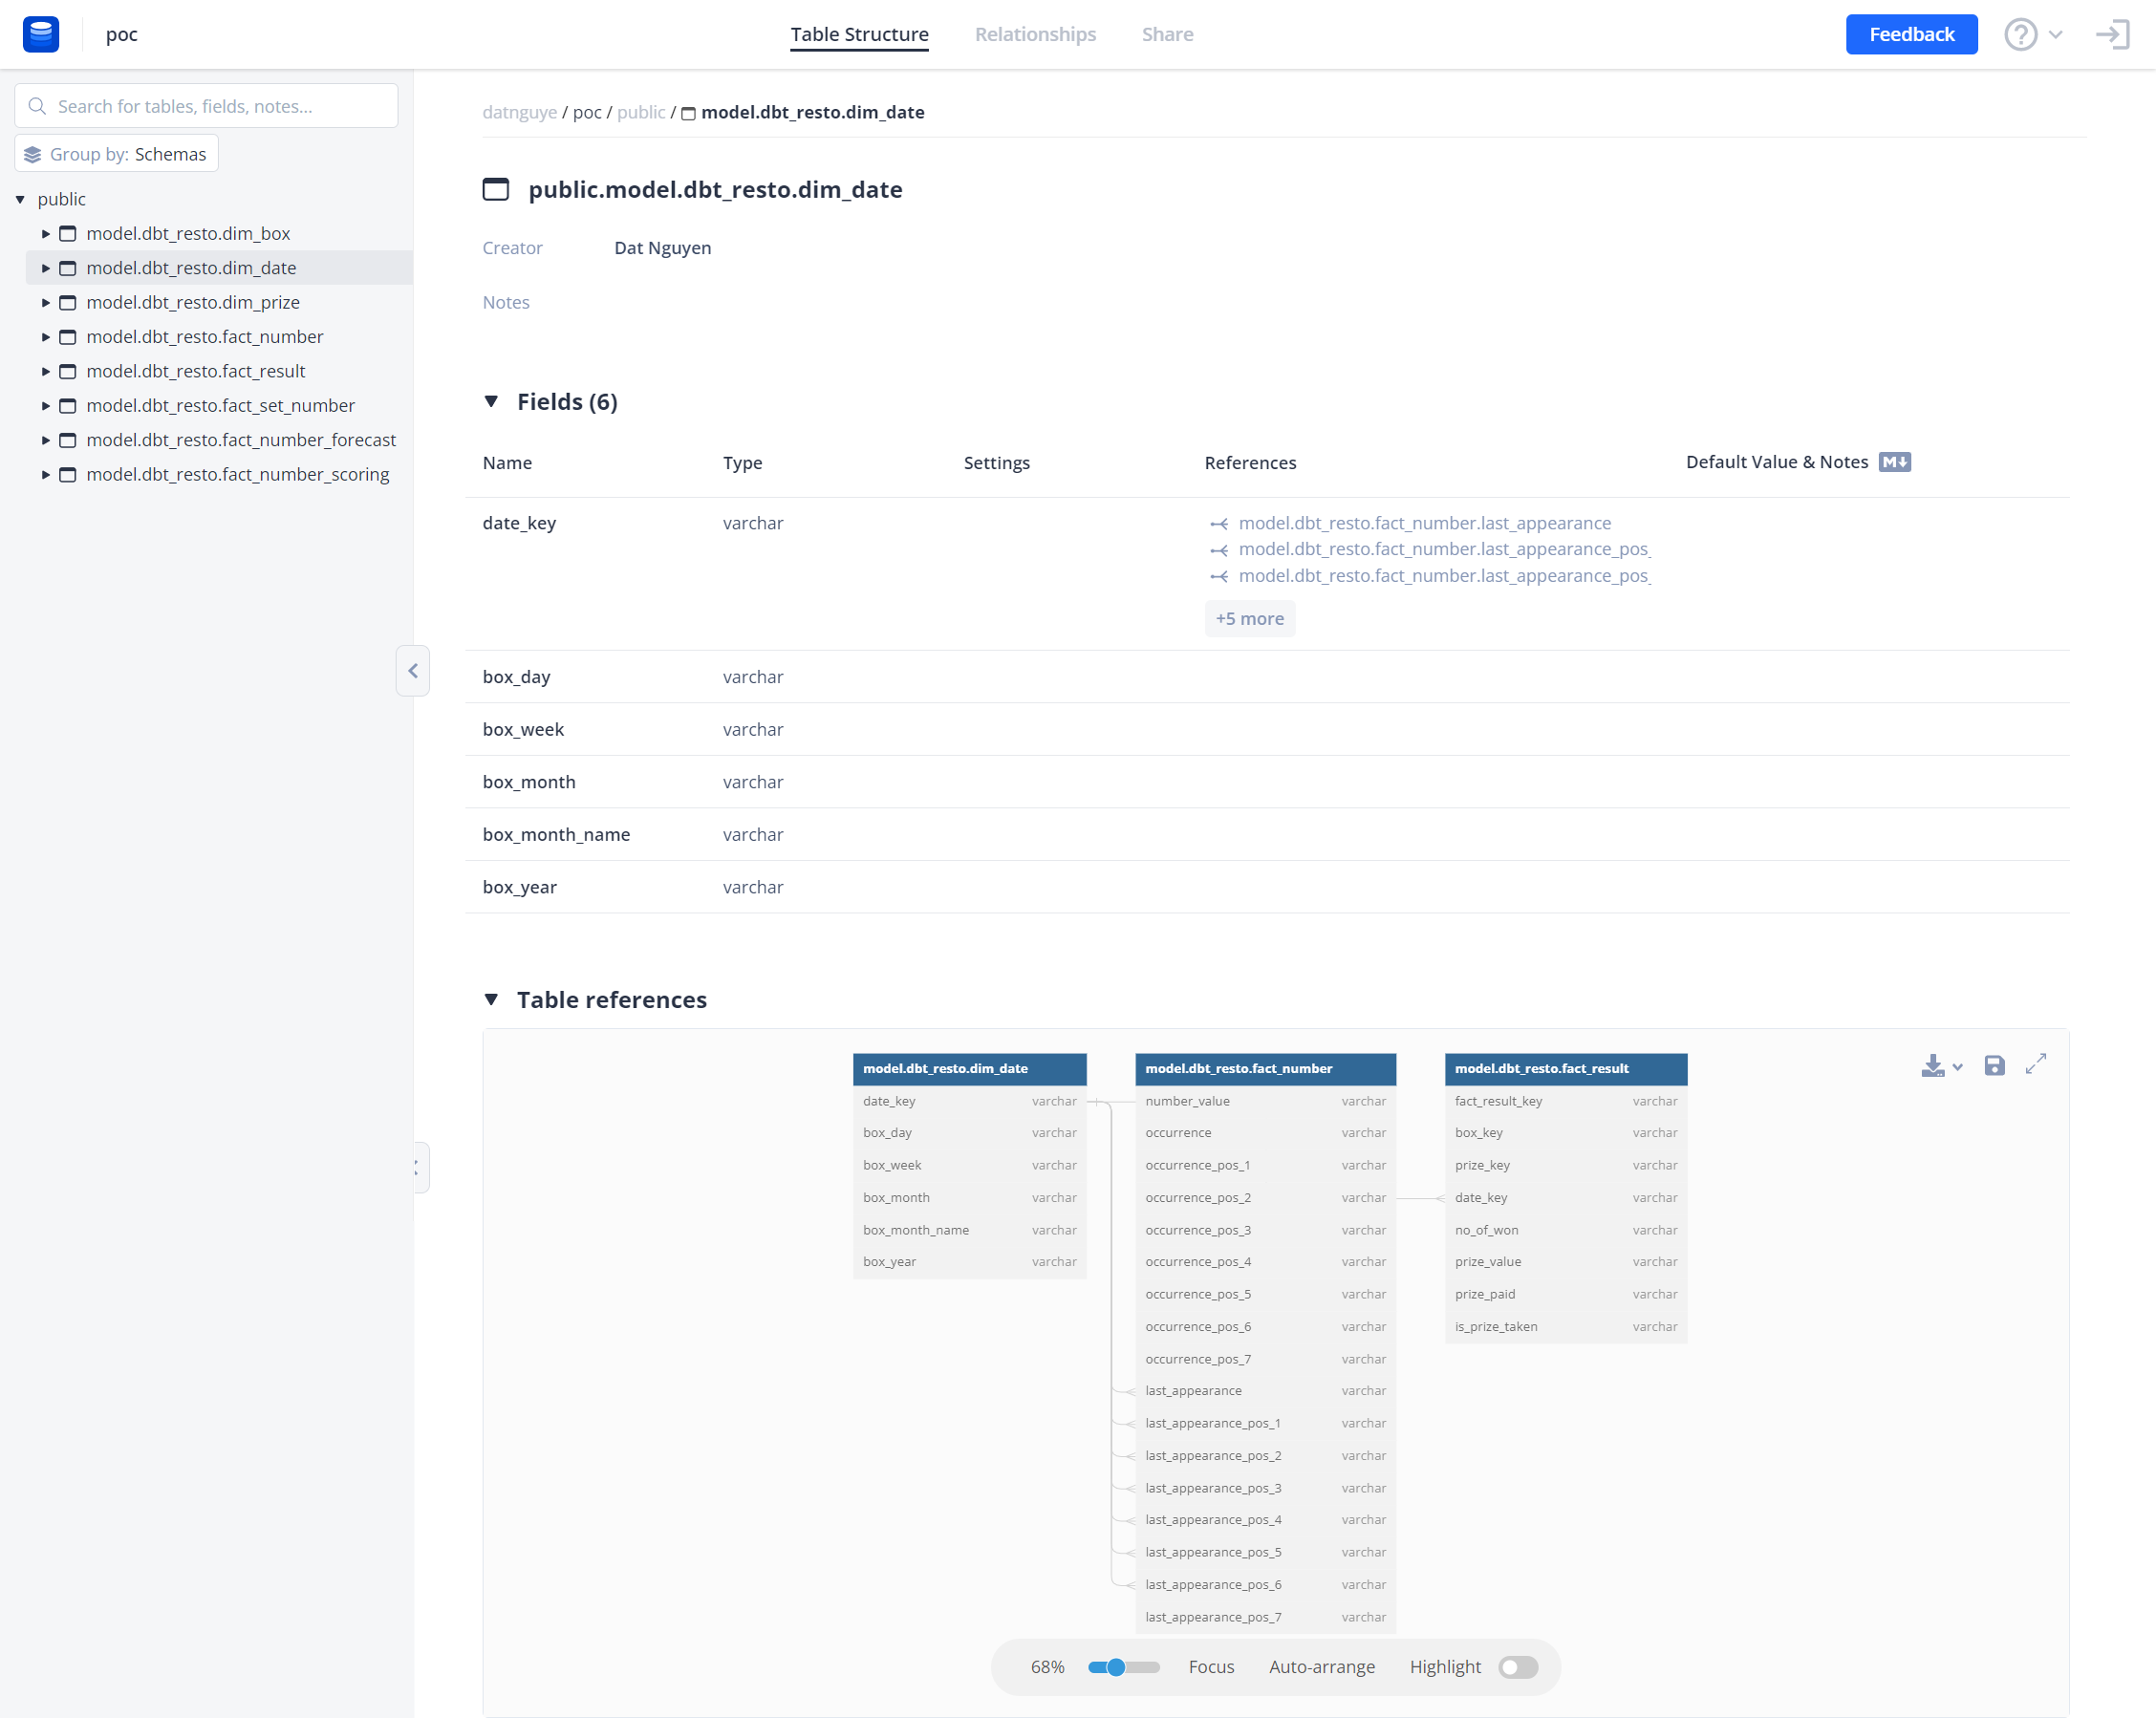 poc
Table Structure
Relationships
Share
Feedback
Search for tables, fields, notes...
Group by: Schemas
public
model.dbt_resto.dim_box
model.dbt_resto.dim_date
model.dbt_resto.dim_prize
model.dbt_resto.fact_number
model.dbt_resto.fact_result
model.dbt_resto.fact_set_number
model.dbt_resto.fact_number_forecast
model.dbt_resto.fact_number_scoring
datnguye / poc / public / model.dbt_resto.dim_date
public.model.dbt_resto.dim_date
Creator Dat Nguyen
Notes
Fields (6)
Name Type Settings References Default Value & Notes M
date_key varchar model.dbt_resto.fact_number.last_appearance
model.dbt_resto.fact_number.last_appearance_pos_
model.dbt_resto.fact_number.last_appearance_pos_
+5 more
box_day varchar
box_week varchar
box_month varchar
box_month_name varchar
box_year varchar
Table references
model.dbt_resto.dim_date
date_key varchar
box_day varchar
box_week varchar
box_month varchar
box_month_name varchar
box_year varchar
model.dbt_resto.fact_number
number_value varchar
occurrence varchar
occurrence_pos_1 varchar
occurrence_pos_2 varchar
occurrence_pos_3 varchar
occurrence_pos_4 varchar
occurrence_pos_5 varchar
occurrence_pos_6 varchar
occurrence_pos_7 varchar
last_appearance varchar
last_appearance_pos_1 varchar
last_appearance_pos_2 varchar
last_appearance_pos_3 varchar
last_appearance_pos_4 varchar
last_appearance_pos_5 varchar
last_appearance_pos_6 varchar
last_appearance_pos_7 varchar
model.dbt_resto.fact_result
fact_result_key varchar
box_key varchar
prize_key varchar
date_key varchar
no_of_won varchar
prize_value varchar
prize_paid varchar
is_prize_taken varchar
68% Focus Auto-arrange Highlight